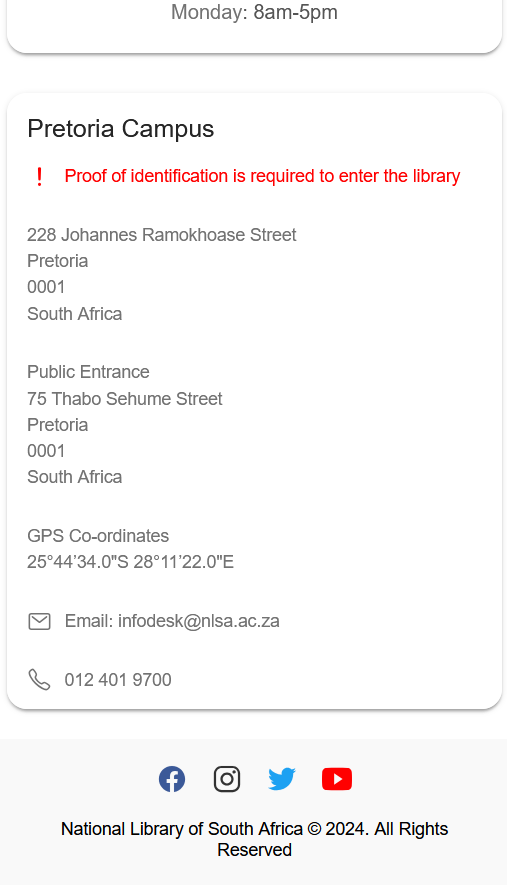 Monday: 8am-5pm
Pretoria Campus
Proof of identification is required to enter the library
228 Johannes Ramokhoase Street
Pretoria
0001
South Africa
Public Entrance
75 Thabo Sehume Street
Pretoria
0001
South Africa
GPS Co-ordinates
25°44’34.0"S 28°11’22.0"E
Email: infodesk@nlsa.ac.za
012 401 9700
National Library of South Africa © 2024. All Rights
Reserved